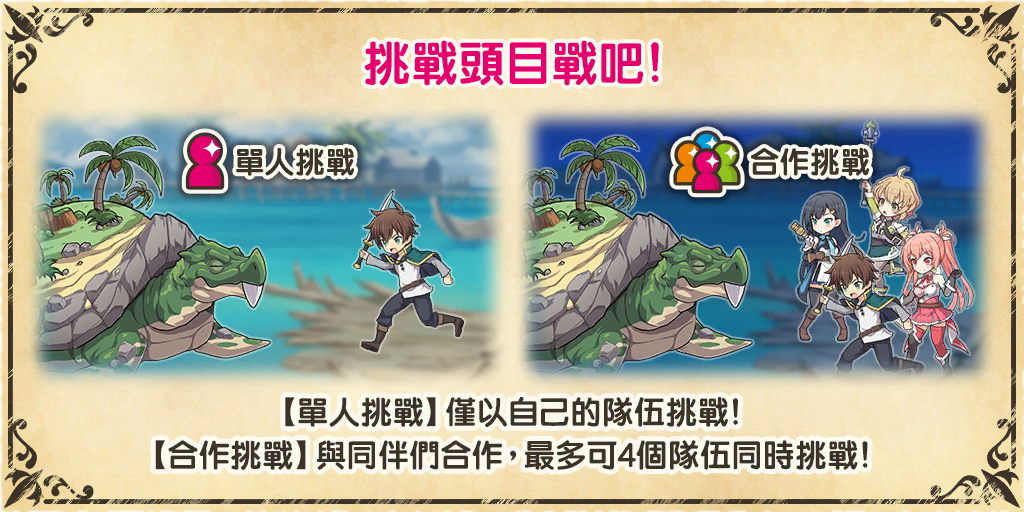 挑戰頭目戰吧!
單人挑戰
合作挑戰
【單人挑戰】僅以自己的隊伍挑戰!
【合作挑戰】與同伴們合作，最多可4個隊伍同時挑戰!